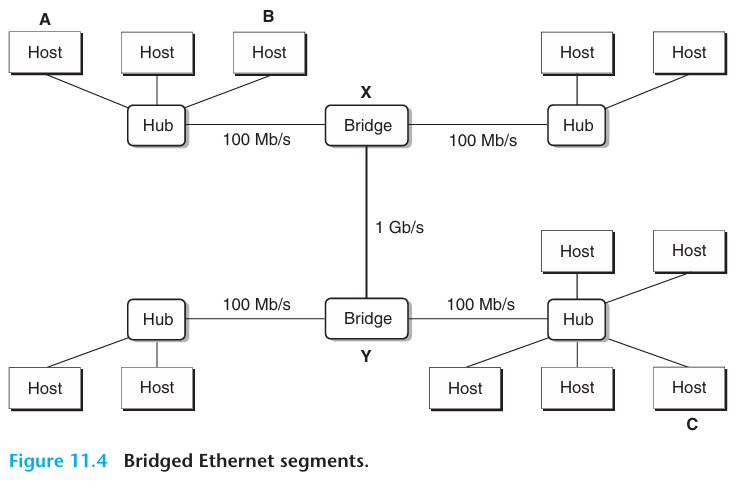 A
B
Host
Host
Host
Host
Host
X
Hub
100 Mb/s
Bridge
100 Mb/s
Hub
1 Gb/s
Host
Host
Hub
100 Mb/s
Bridge
100 Mb/s
Hub
Y
Host
Host
Host
Host
Host
C
Figure 11.4 Bridged Ethernet segments.